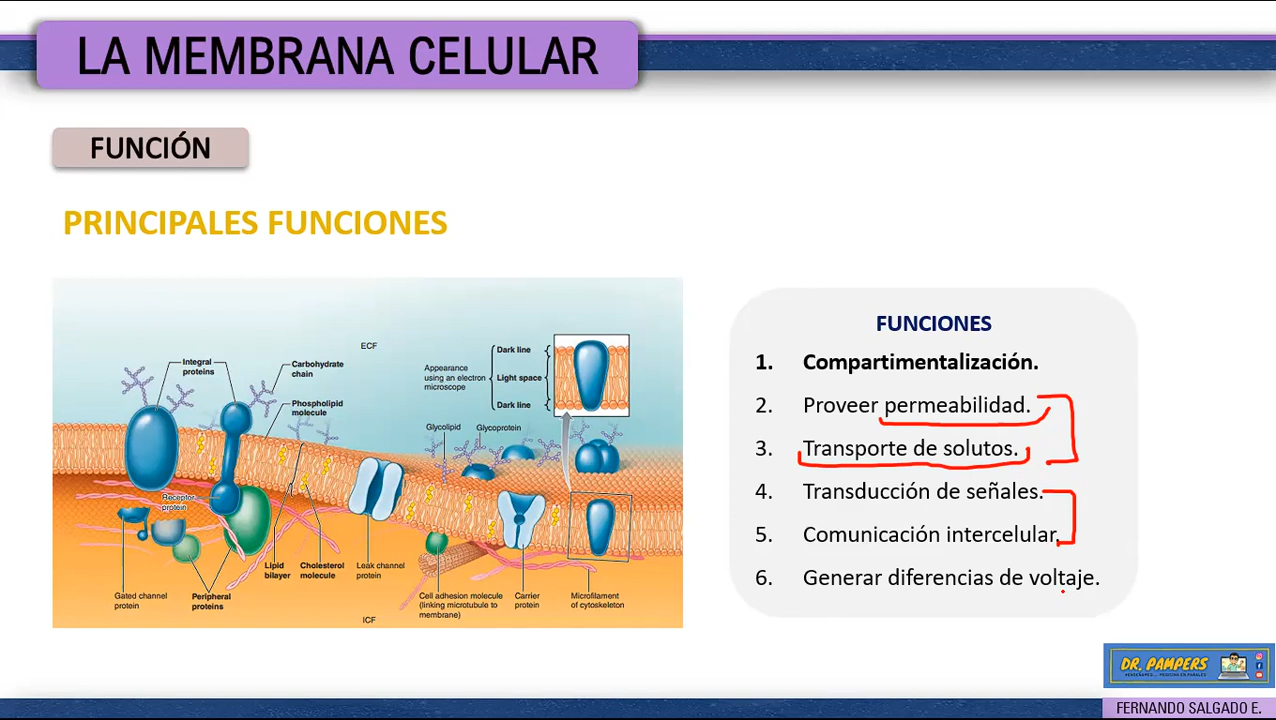 LA MEMBRANA CELULAR
FUNCIÓN
PRINCIPALES FUNCIONES
ECF
Integral
proteins
Carbohydrate
chain
Phospholipid
molecule
Appearance
using an electron
microscope
Dark line
Light space
Dark line
Glycolipid
Glycoprotein
Receptor
protein
Gated channel
protein
Peripheral
proteins
Lipid
bilayer
Cholesterol
molecule
Leak channel
protein
Cell adhesion molecule
(linking microtubule to
membrane)
Carrier
protein
Microfilament
of cytoskeleton
ICF
FUNCIONES
1. Compartimentalización.
2. Proveer permeabilidad.
3. Transporte de solutos.
4. Transducción de señales.
5. Comunicación intercelular.
6. Generar diferencias de voltaje.
DR. PAMPERS
FERNANDO SALGADO E.